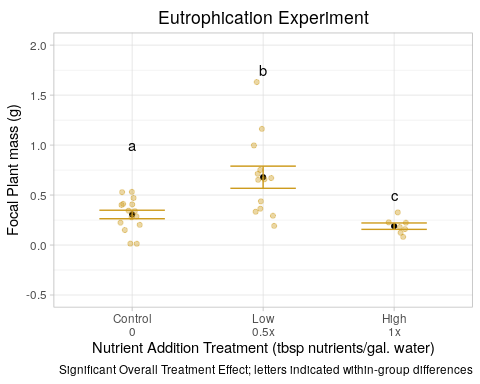 Eutrophication Experiment
Focal Plant mass (g)
2.0
1.5
1.0
0.5
0.0
-0.5
a
b
c
Control
0
Low
0.5x
High
1x
Nutrient Addition Treatment (tbsp nutrients/gal. water)
Significant Overall Treatment Effect; letters indicated within-group differences